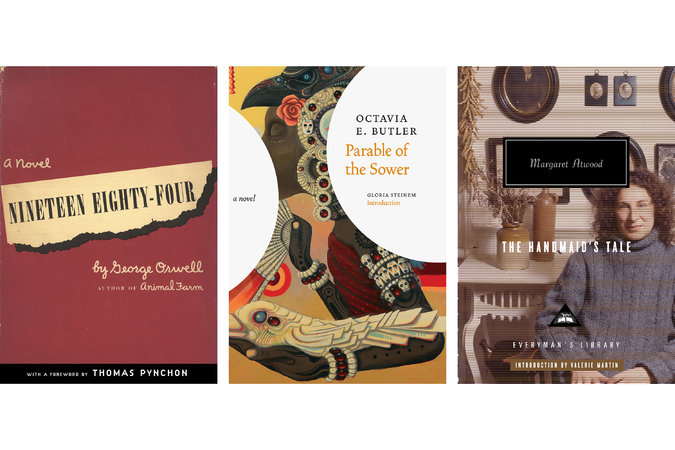 a Novel
NINETEEN EIGHTY-FOUR
by George Orwell
AUTHOR OF Animal Farm
WITH A FOREWORD BY THOMAS PYNCHON
OCTAVIA
E. BUTLER
Parable of
the Sower
a novel
GLORIA STEINEM
introduction
Margaret Atwood
THE HANDMAID'S TALE
EVERYMAN'S LIBRARY
INTRODUCTION BY VALERIE MARTIN